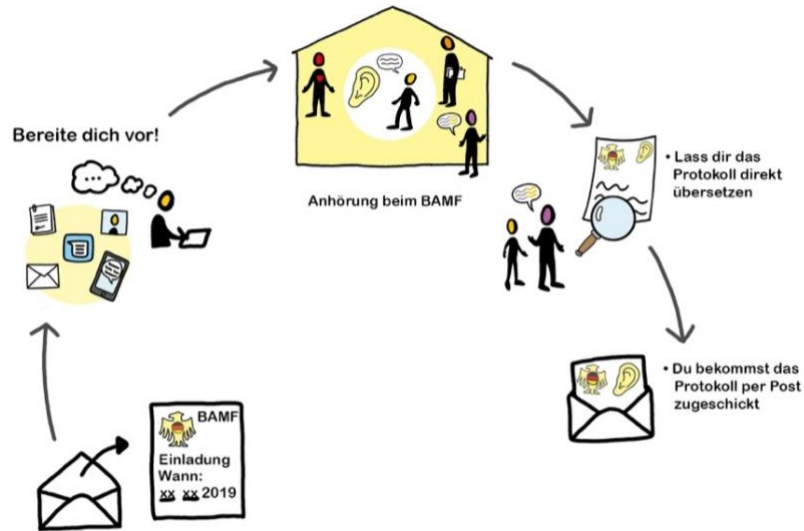 Bereite dich vor!
Anhörung beim BAMF
• Lass dir das
Protokoll direkt
übersetzen
• Du bekommst das
Protokoll per Post
zugeschickt
BAMF
Einladung
Wann:
xx xx 2019